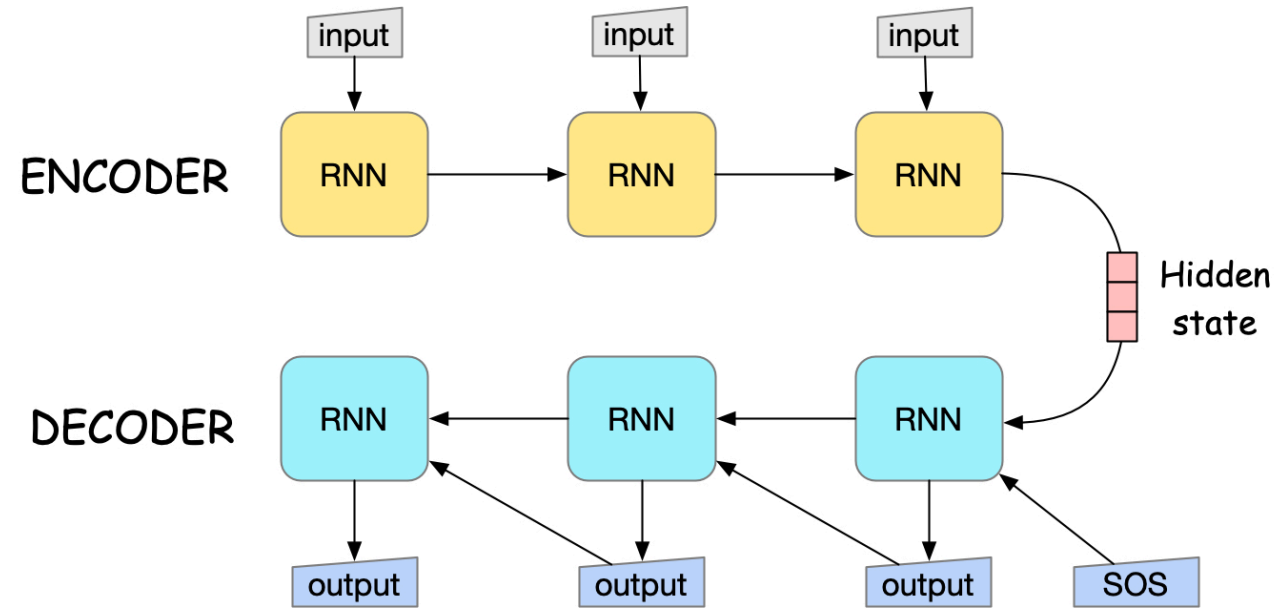 input
input
input
ENCODER
RNN
RNN
RNN
Hidden
state
DECODER
RNN
RNN
RNN
output
output
output
SOS